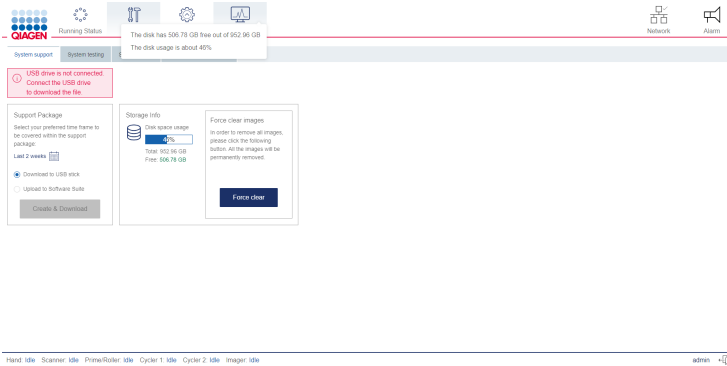 QIAGEN
Running Status
The disk has 506.78 GB free out of 952.96 GB
The disk usage is about 46%
Network
Alarm
System support
System testing
USB drive is not connected.
Connect the USB drive
to download the file.
Support Package
Select your preferred time frame to
be covered within the support
package:
Last 2 weeks
Download to USB stick
Upload to Software Suite
Create & Download
Storage Info
Disk space usage
46%
Total: 952.96 GB
Free: 506.78 GB
Force clear images
In order to remove all images,
please click the following
button. All the images will be
permanently removed.
Force clear
Hand: Idle Scanner: Idle Prime/Roller: Idle Cycler 1: Idle Cycler 2: Idle Imager: Idle
admin